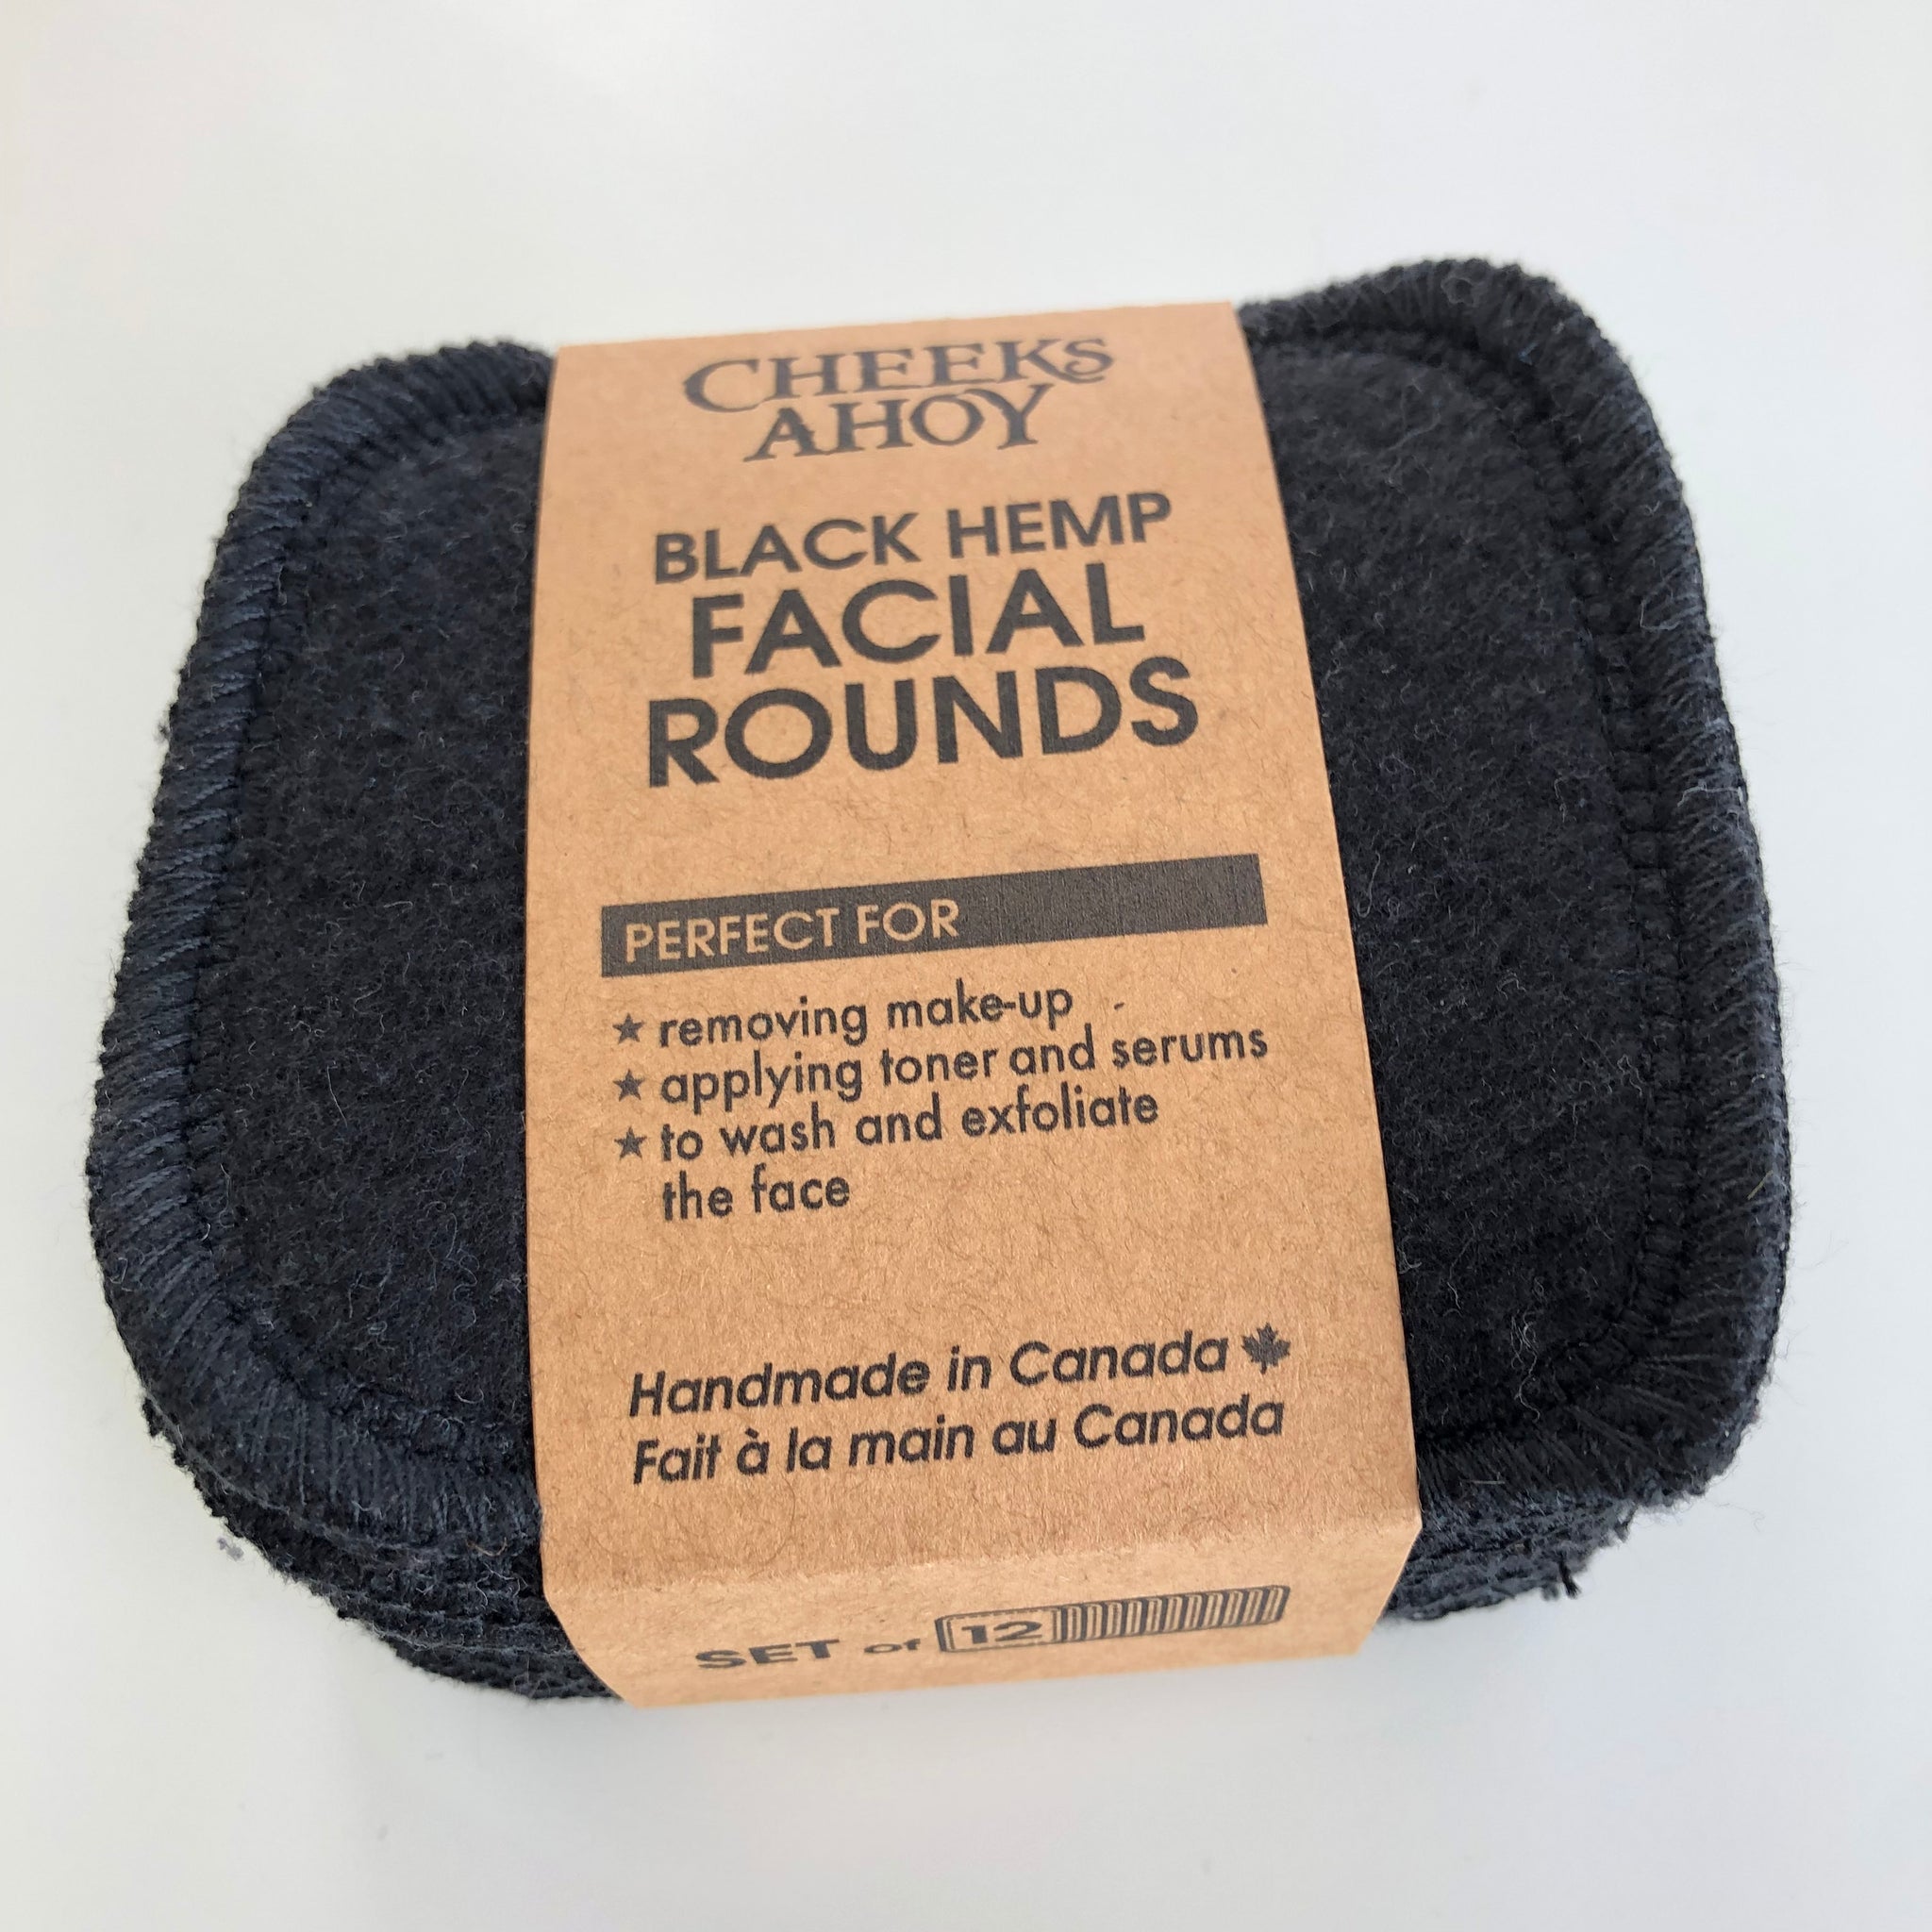 CHEEKS
AHOY
BLACK HEMP
FACIAL
ROUNDS
PERFECT FOR
★ removing make-up
★ applying toner and serums
★ to wash and exfoliate
the face
Handmade in Canada
Fait à la main au Canada
SET of 12